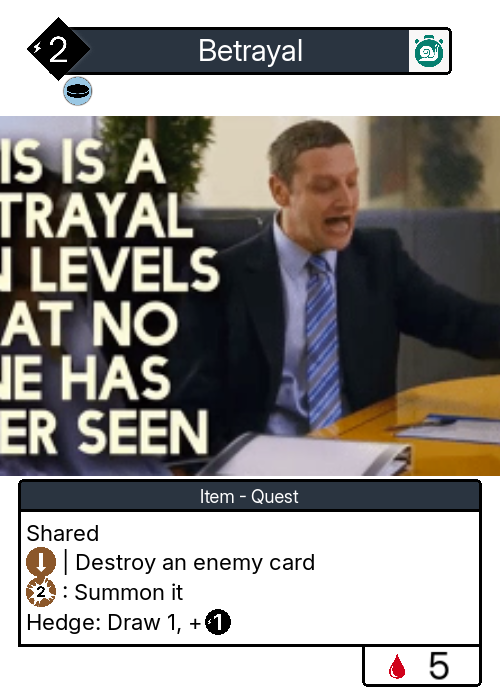 2 Betrayal
IS IS A
TRAYAL
LEVELS
AT NO
E HAS
ER SEEN
Item - Quest
Shared
| Destroy an enemy card
2 : Summon it
Hedge: Draw 1, +1
5